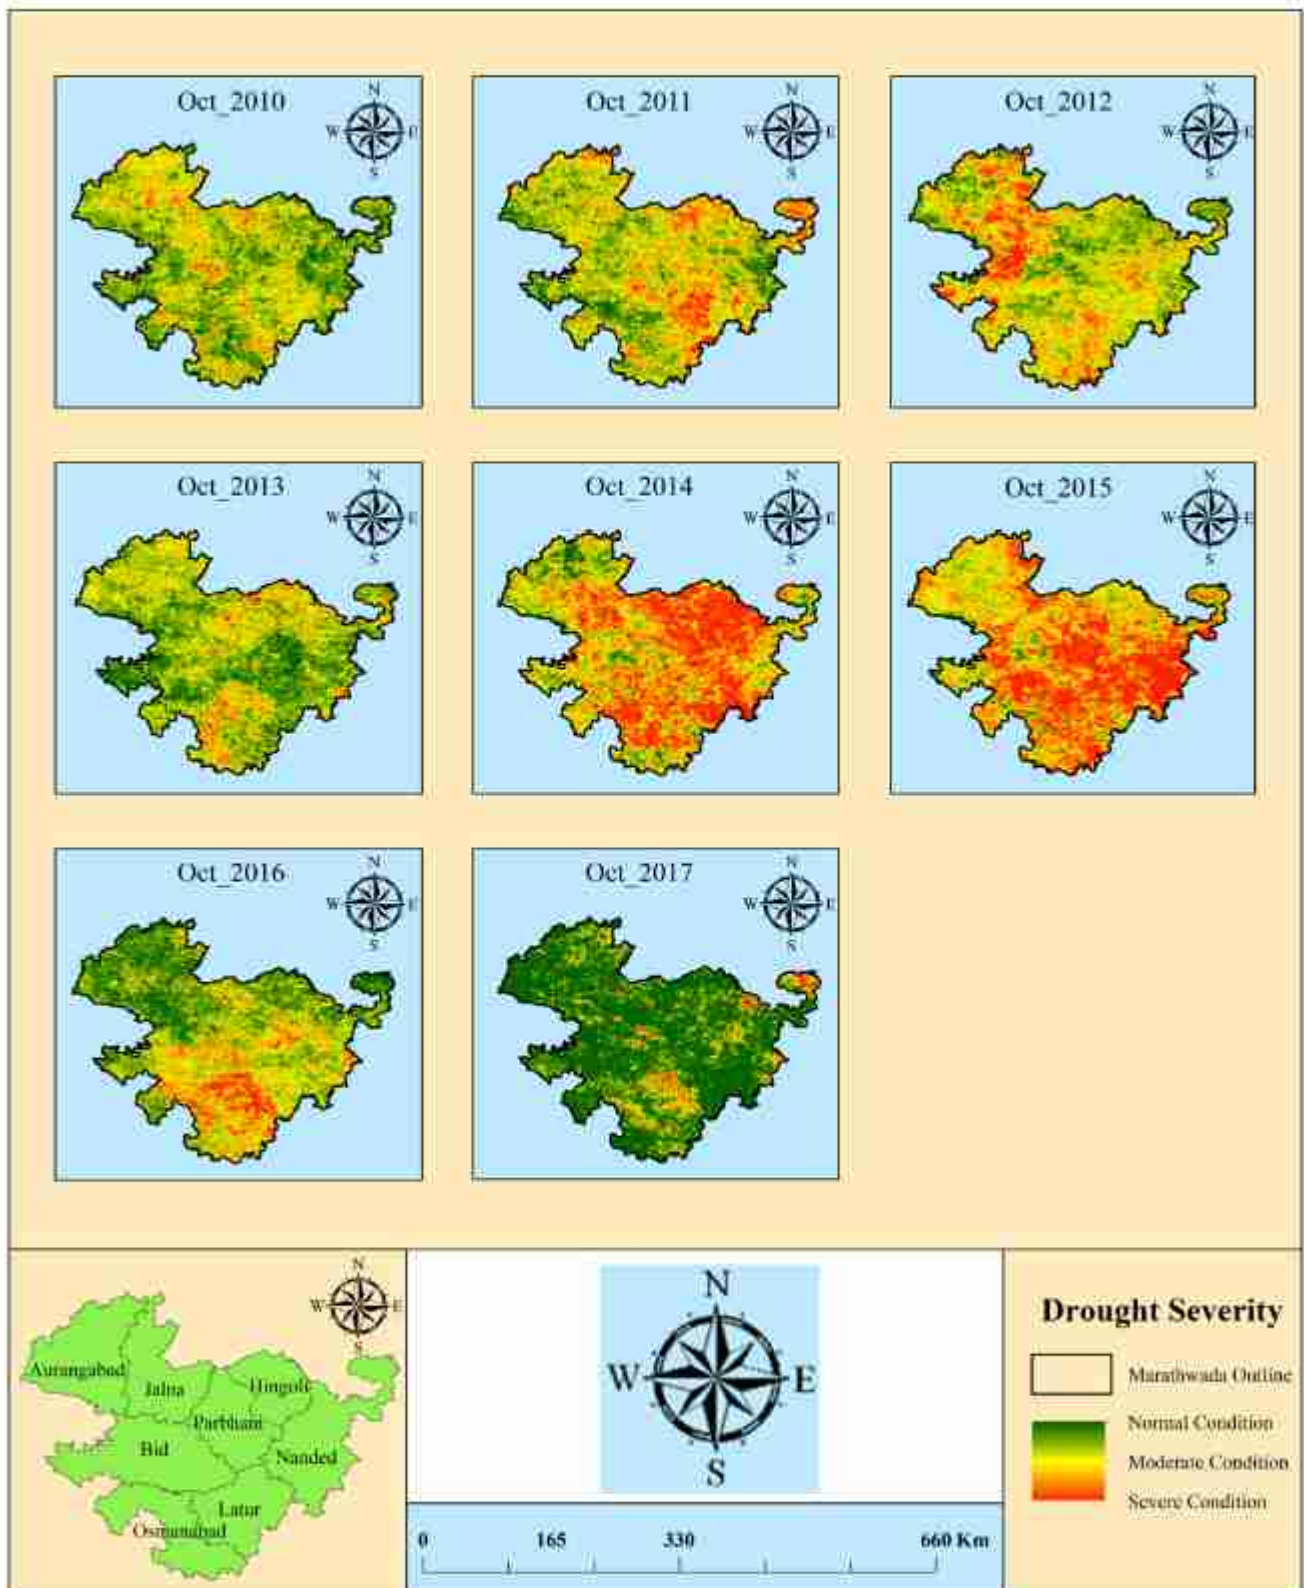 Oct_2010
N
W E
S
Oct_2011
N
W E
S
Oct_2012
N
W E
S
Oct_2013
N
W E
S
Oct_2014
N
W E
S
Oct_2015
N
W E
S
Oct_2016
N
W E
S
Oct_2017
N
W E
S
N
W E
S
Aurangabad
Jalna
Hingoli
Parbhani
Bid
Nanded
Latur
Osmanabad
N
W E
S
0 165 330 660 Km
Drought Severity
Marathwada Outline
Normal Condition
Moderate Condition
Severe Condition